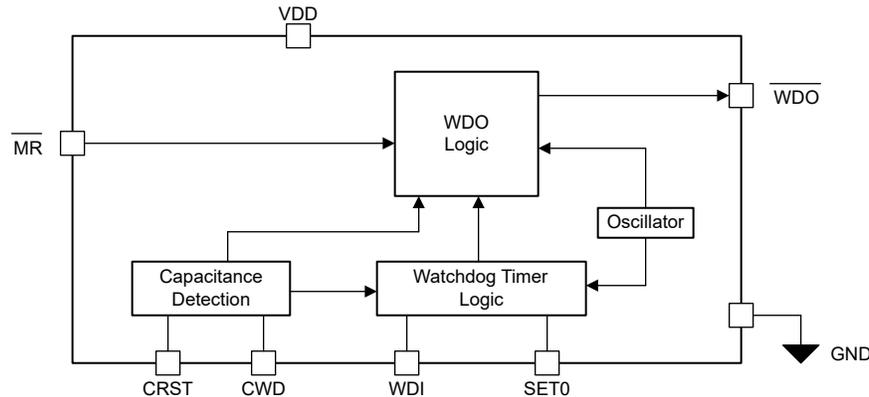 VDD
WDO
Logic
WDO
MR
Oscillator
Capacitance
Detection
Watchdog Timer
Logic
GND
CRST
CWD
WDI
SET0